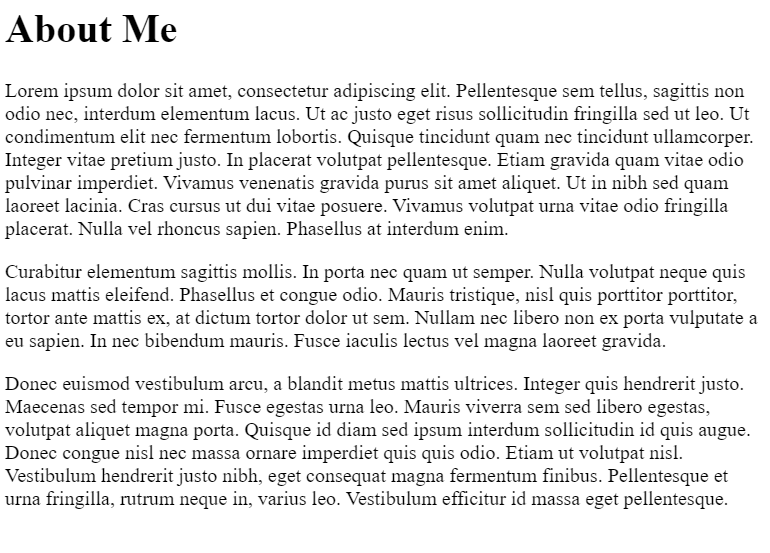 About Me
Lorem ipsum dolor sit amet, consectetur adipiscing elit. Pellentesque sem tellus, sagittis non
odio nec, interdum elementum lacus. Ut ac justo eget risus sollicitudin fringilla sed ut leo. Ut
condimentum elit nec fermentum lobortis. Quisque tincidunt quam nec tincidunt ullamcorper.
Integer vitae pretium justo. In placerat volutpat pellentesque. Etiam gravida quam vitae odio
pulvinar imperdiet. Vivamus venenatis gravida purus sit amet aliquet. Ut in nibh sed quam
laoreet lacinia. Cras cursus ut dui vitae posuere. Vivamus volutpat urna vitae odio fringilla
placerat. Nulla vel rhoncus sapien. Phasellus at interdum enim.
Curabitur elementum sagittis mollis. In porta nec quam ut semper. Nulla volutpat neque quis
lacus mattis eleifend. Phasellus et congue odio. Mauris tristique, nisl quis porttitor porttitor,
tortor ante mattis ex, at dictum tortor dolor ut sem. Nullam nec libero non ex porta vulputate a
eu sapien. In nec bibendum mauris. Fusce iaculis lectus vel magna laoreet gravida.
Donec euismod vestibulum arcu, a blandit metus mattis ultrices. Integer quis hendrerit justo.
Maecenas sed tempor mi. Fusce egestas urna leo. Mauris viverra sem sed libero egestas,
volutpat aliquet magna porta. Quisque id diam sed ipsum interdum sollicitudin id quis augue.
Donec congue nisl nec massa ornare imperdiet quis quis odio. Etiam ut volutpat nisl.
Vestibulum hendrerit justo nibh, eget consequat magna fermentum finibus. Pellentesque et
urna fringilla, rutrum neque in, varius leo. Vestibulum efficitur id massa eget pellentesque.